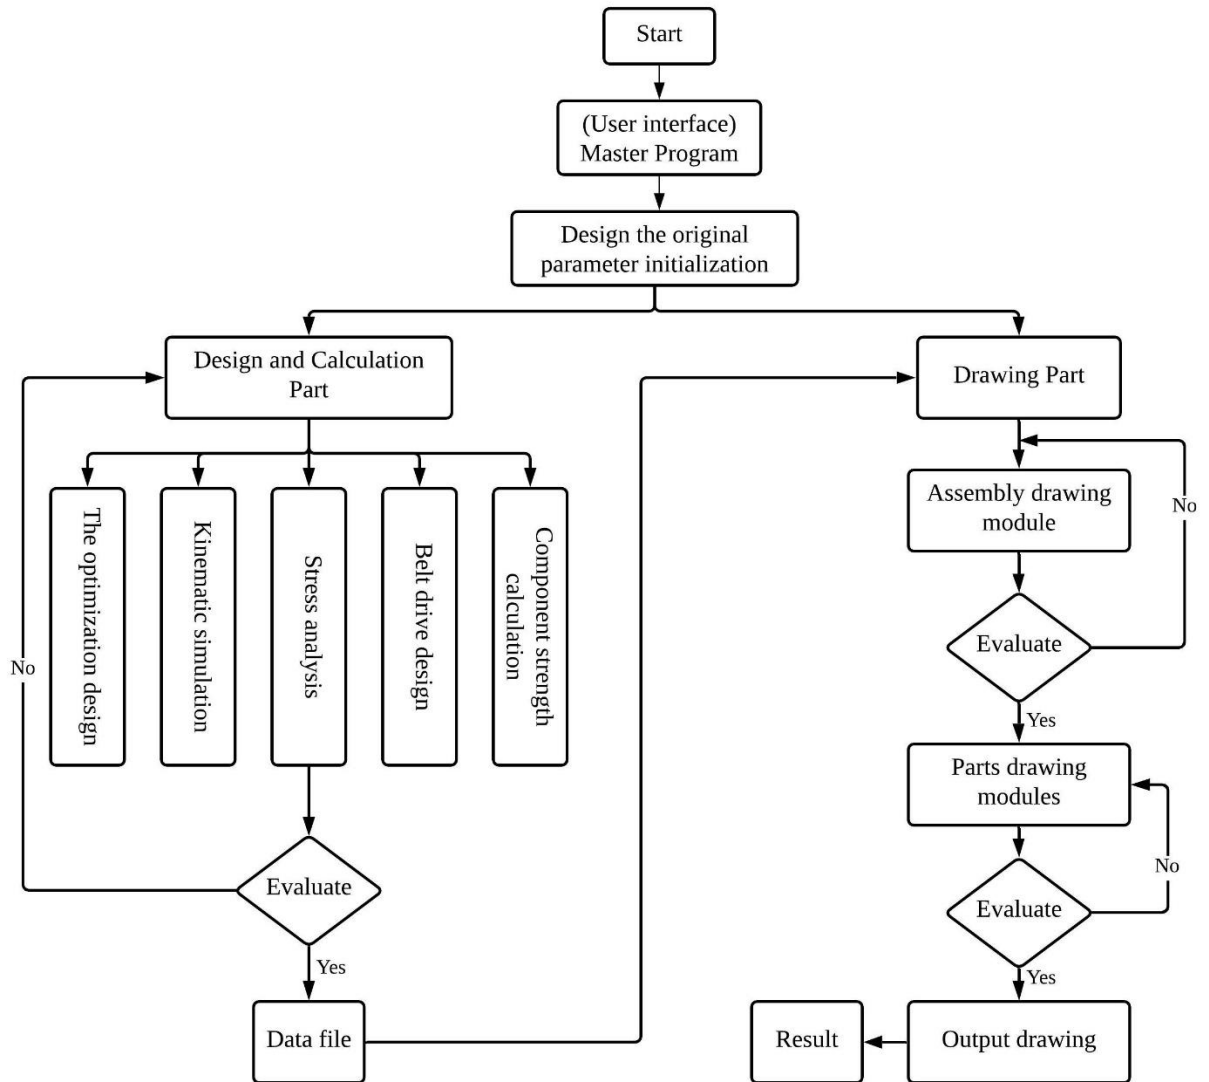 Start
(User interface)
Master Program
Design the original
parameter initialization
Design and Calculation
Part
Drawing Part
The optimization design
Kinematic simulation
Stress analysis
Belt drive design
Component strength
calculation
Assembly drawing
module
No
Evaluate
No
Yes
Parts drawing
modules
No
Evaluate
Evaluate
Yes
Yes
Data file
Result
Output drawing